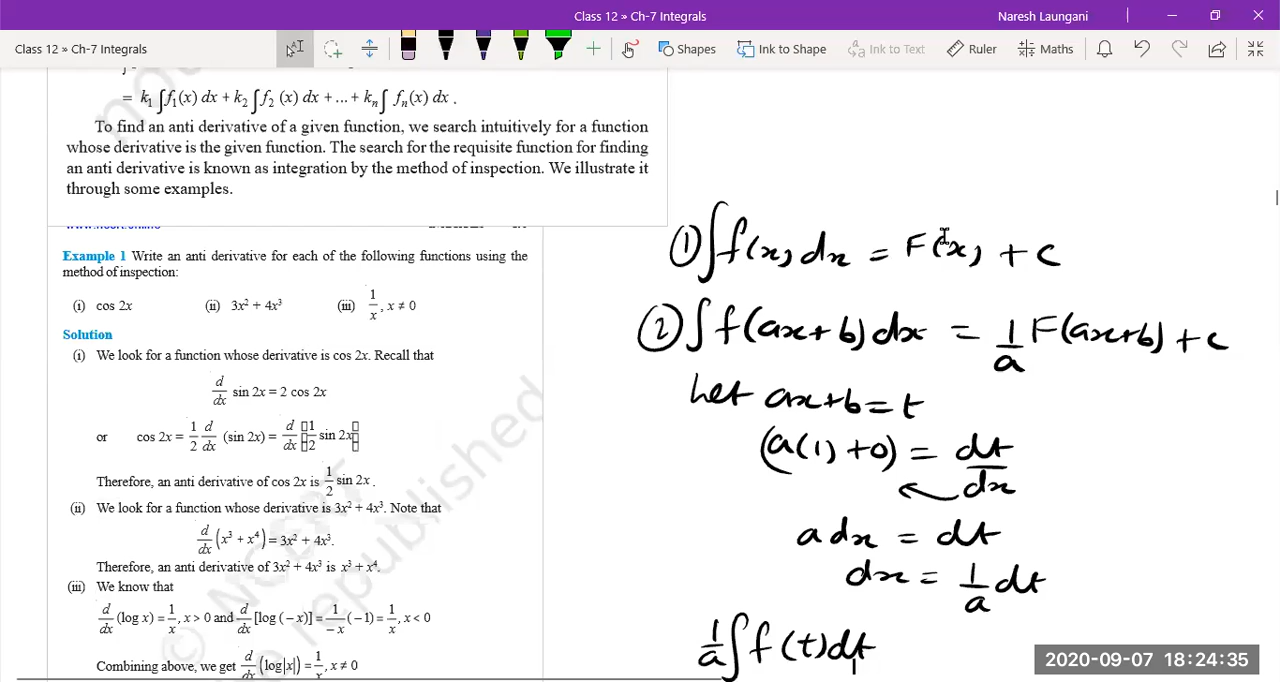 Class 12 » Ch-7 Integrals
Naresh Laungani
Class 12 » Ch-7 Integrals
Shapes
Ink to Shape
Ink to Text
Ruler
Maths
= k₁ ∫f₁(x) dx + k₂ ∫f₂ (x) dx + ... + kₙ ∫ fₙ(x) dx .
To find an anti derivative of a given function, we search intuitively for a function
whose derivative is the given function. The search for the requisite function for finding
an anti derivative is known as integration by the method of inspection. We illustrate it
through some examples.
Example 1 Write an anti derivative for each of the following functions using the
method of inspection:
(i) cos 2x (ii) 3x² + 4x³ (iii) 1/x, x ≠ 0
Solution
(i) We look for a function whose derivative is cos 2x. Recall that
d/dx sin 2x = 2 cos 2x
or cos 2x = 1/2 d/dx (sin 2x) = d/dx [1/2 sin 2x]
Therefore, an anti derivative of cos 2x is 1/2 sin 2x .
(ii) We look for a function whose derivative is 3x² + 4x³. Note that
d/dx (x³ + x⁴) = 3x² + 4x³.
Therefore, an anti derivative of 3x² + 4x³ is x³ + x⁴.
(iii) We know that
d/dx (log x) = 1/x, x > 0 and d/dx [log (– x)] = 1/–x (–1) = 1/x, x < 0
Combining above, we get d/dx (log|x|) = 1/x, x ≠ 0
© NCERT
republished
① ∫f(x) dx = F(x) + c
② ∫f(ax+b) dx = 1/a F(ax+b) + c
Let ax+b = t
(a(1) + 0) = dt/dx
a dx = dt
dx = 1/a dt
1/a ∫ f(t) dt
2020-09-07 18:24:35